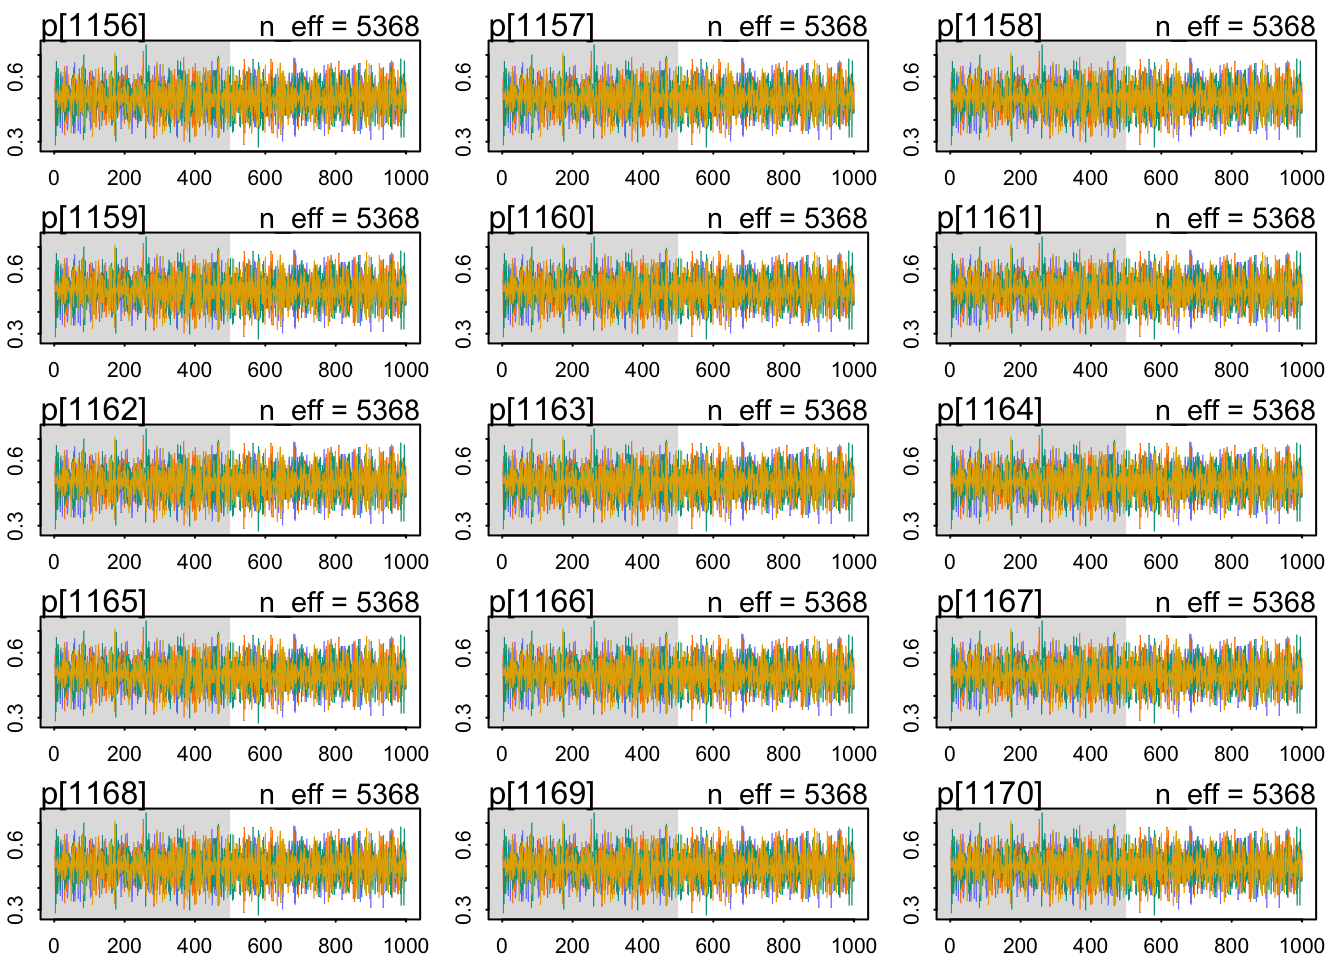 p[1156] n_eff = 5368 p[1157] n_eff = 5368 p[1158] n_eff = 5368
0.3 0.6 0.3 0.6 0.3 0.6
0 200 400 600 800 1000 0 200 400 600 800 1000 0 200 400 600 800 1000
p[1159] n_eff = 5368 p[1160] n_eff = 5368 p[1161] n_eff = 5368
0.3 0.6 0.3 0.6 0.3 0.6
0 200 400 600 800 1000 0 200 400 600 800 1000 0 200 400 600 800 1000
p[1162] n_eff = 5368 p[1163] n_eff = 5368 p[1164] n_eff = 5368
0.3 0.6 0.3 0.6 0.3 0.6
0 200 400 600 800 1000 0 200 400 600 800 1000 0 200 400 600 800 1000
p[1165] n_eff = 5368 p[1166] n_eff = 5368 p[1167] n_eff = 5368
0.3 0.6 0.3 0.6 0.3 0.6
0 200 400 600 800 1000 0 200 400 600 800 1000 0 200 400 600 800 1000
p[1168] n_eff = 5368 p[1169] n_eff = 5368 p[1170] n_eff = 5368
0.3 0.6 0.3 0.6 0.3 0.6
0 200 400 600 800 1000 0 200 400 600 800 1000 0 200 400 600 800 1000